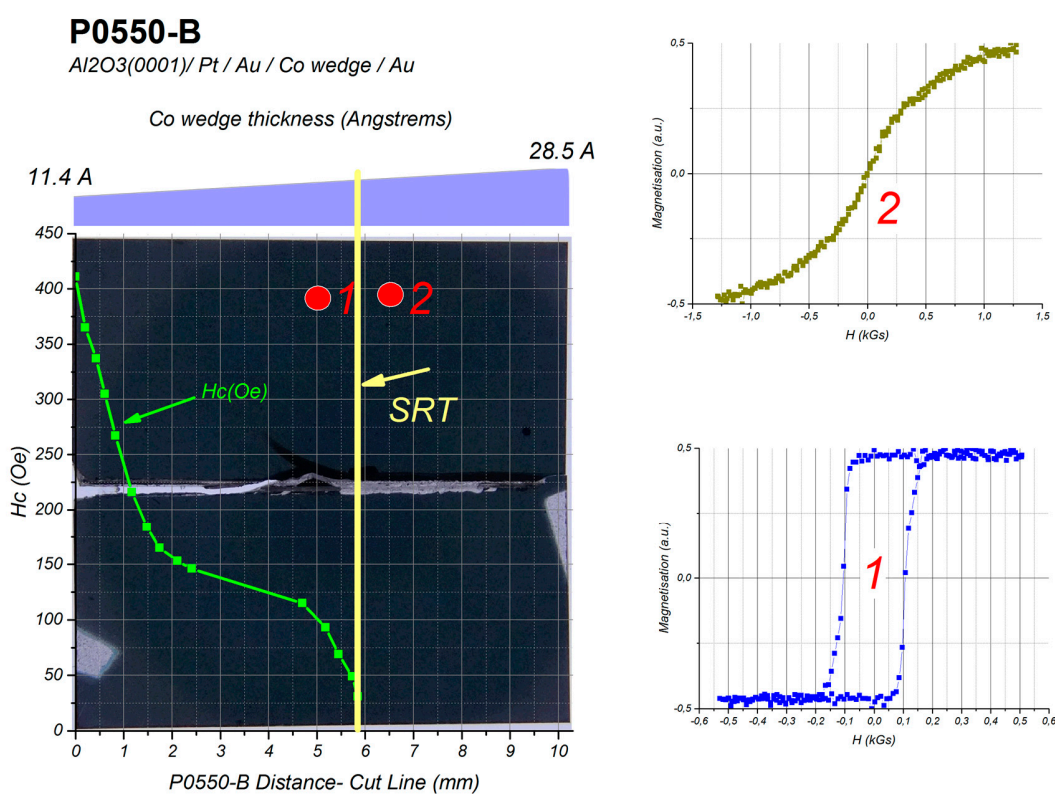 P0550-B
Al2O3(0001)/ Pt / Au / Co wedge / Au
Co wedge thickness (Angstrems)
11.4 A
28.5 A
Hc (Oe)
450
400
350
300
250
200
150
100
50
0
1
2
Hc(Oe)
SRT
0 1 2 3 4 5 6 7 8 9 10
P0550-B Distance- Cut Line (mm)
Magnetisation (a.u.)
0,5
0,0
-0,5
2
-1,5 -1,0 -0,5 0,0 0,5 1,0 1,5
H (kGs)
Magnetisation (a.u.)
0,5
0,0
-0,5
1
-0,6 -0,5 -0,4 -0,3 -0,2 -0,1 0,0 0,1 0,2 0,3 0,4 0,5 0,6
H (kGs)